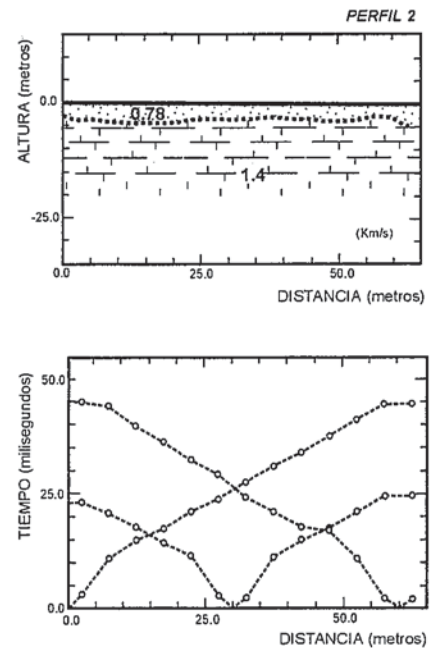 PERFIL 2
ALTURA (metros)
0.0
-25.0
0.78
1.4
(Km/s)
0.0
25.0
50.0
DISTANCIA (metros)
TIEMPO (milisegundos)
50.0
25.0
0.0
0.0
25.0
50.0
DISTANCIA (metros)